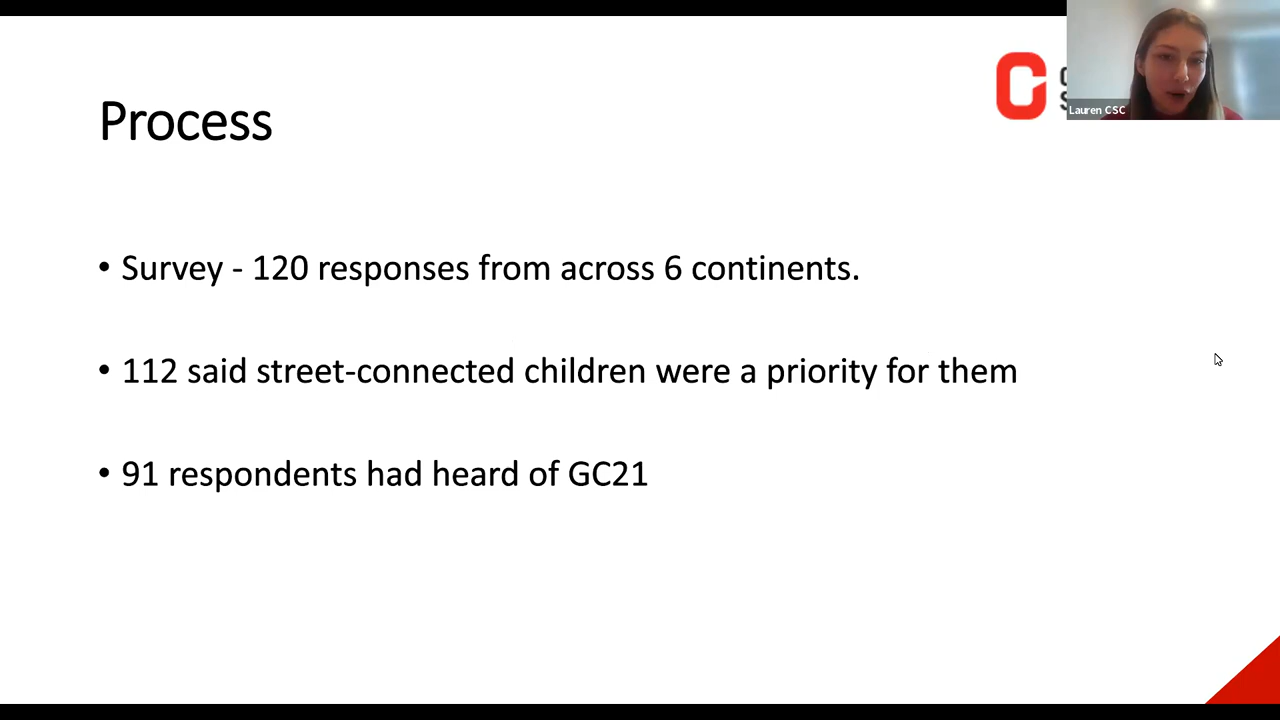 Process
Lauren CSC
• Survey - 120 responses from across 6 continents.
• 112 said street-connected children were a priority for them
• 91 respondents had heard of GC21